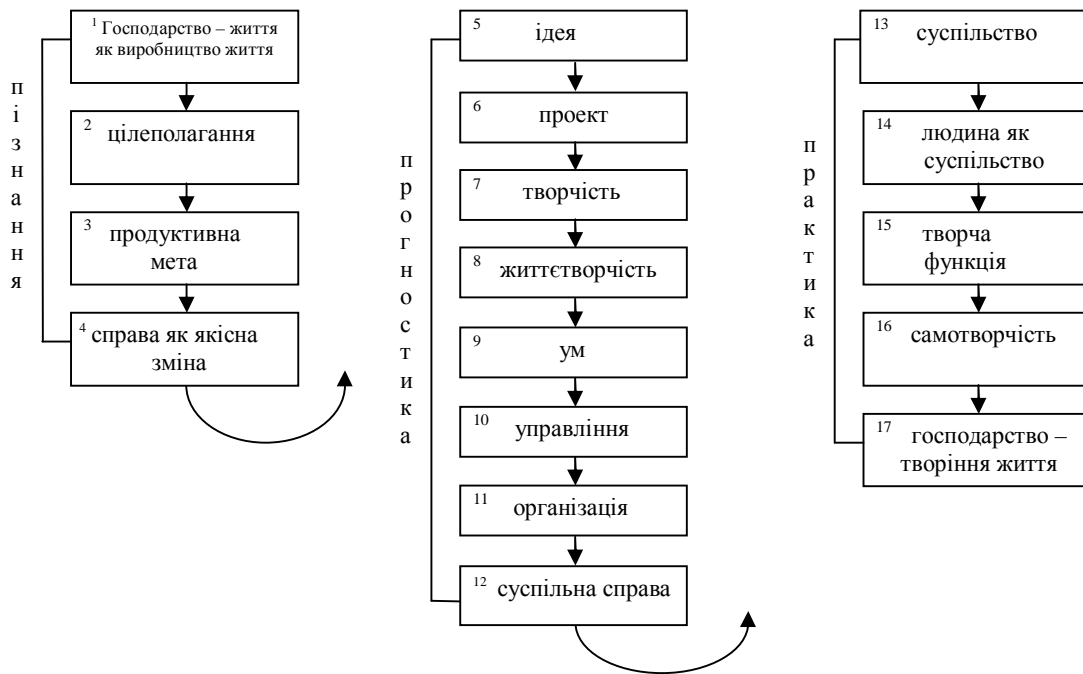 пізнання
1 Господарство – життя
як виробництво життя
2 цілеполагання
3 продуктивна
мета
4 справа як якісна
зміна
прогностика
5 ідея
6 проект
7 творчість
8 життєтворчість
9 ум
10 управління
11 організація
12 суспільна справа
практика
13 суспільство
14 людина як
суспільство
15 творча
функція
16 самотворчість
17 господарство –
творіння життя